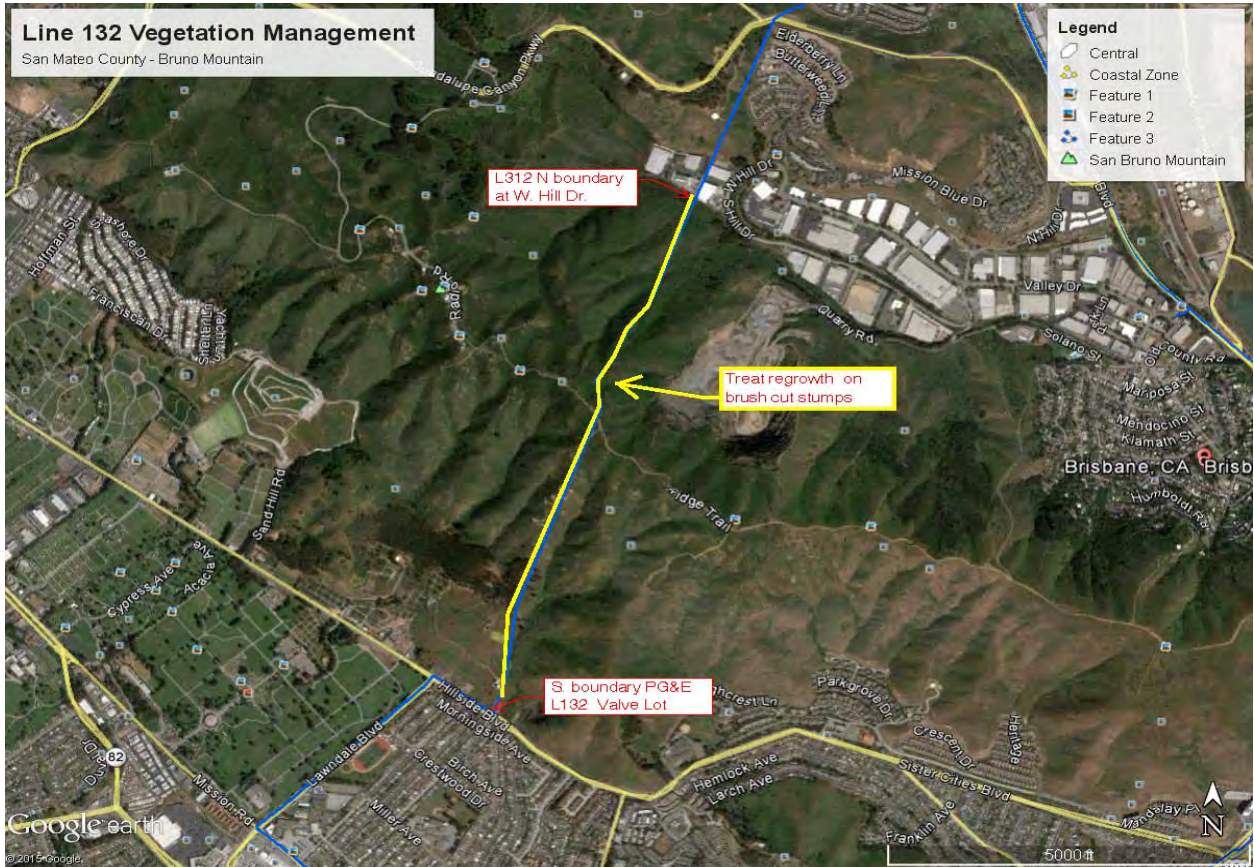 Line 132 Vegetation Management
San Mateo County - Bruno Mountain
Legend
Central
Coastal Zone
Feature 1
Feature 2
Feature 3
San Bruno Mountain
Canyon Pkwy
Elderberry Ln
L312 N boundary
at W. Hill Dr.
W Hill Dr
S Hill Dr
Mission Blue Dr
N Hill Dr
Blvd
Valley Dr
Quarry Rd
Solano St
Old County Rd
Mariposa St
Mendocino St
Klamath St
Brisbane, CA
Brisb
Humboldt Rd
Hoffman St
Seashore Dr
Franciscan Dr
Radio Rd
Treat regrowth on
brush cut stumps
Sand Hill Rd
Ridge Trail
Cypress Ave
Acacia Ave
S. boundary PG&E
L132 Valve Lot
Hillside Blvd
Morningside Ave
Lawndale Blvd
Mission Rd
82
Birch Ave
Crestwood Dr
Miller Ave
Parkgrove Dr
Crescent Dr
Heritage
Hemlock Ave
Larch Ave
Sister Cities Blvd
Franklin Ave
N
5000 ft
Google earth
© 2015 Google